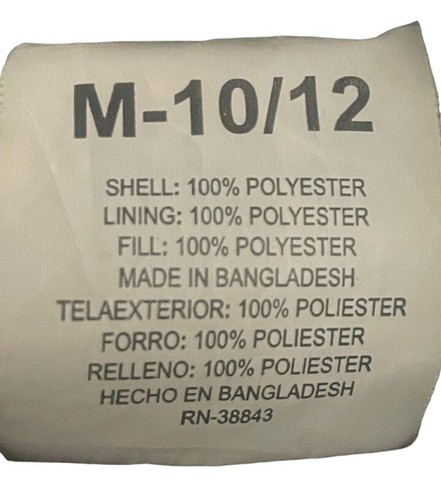 M-10/12
SHELL: 100% POLYESTER
LINING: 100% POLYESTER
FILL: 100% POLYESTER
MADE IN BANGLADESH
TELAEXTERIOR: 100% POLIESTER
FORRO: 100% POLIESTER
RELLENO: 100% POLIESTER
HECHO EN BANGLADESH
RN-38843